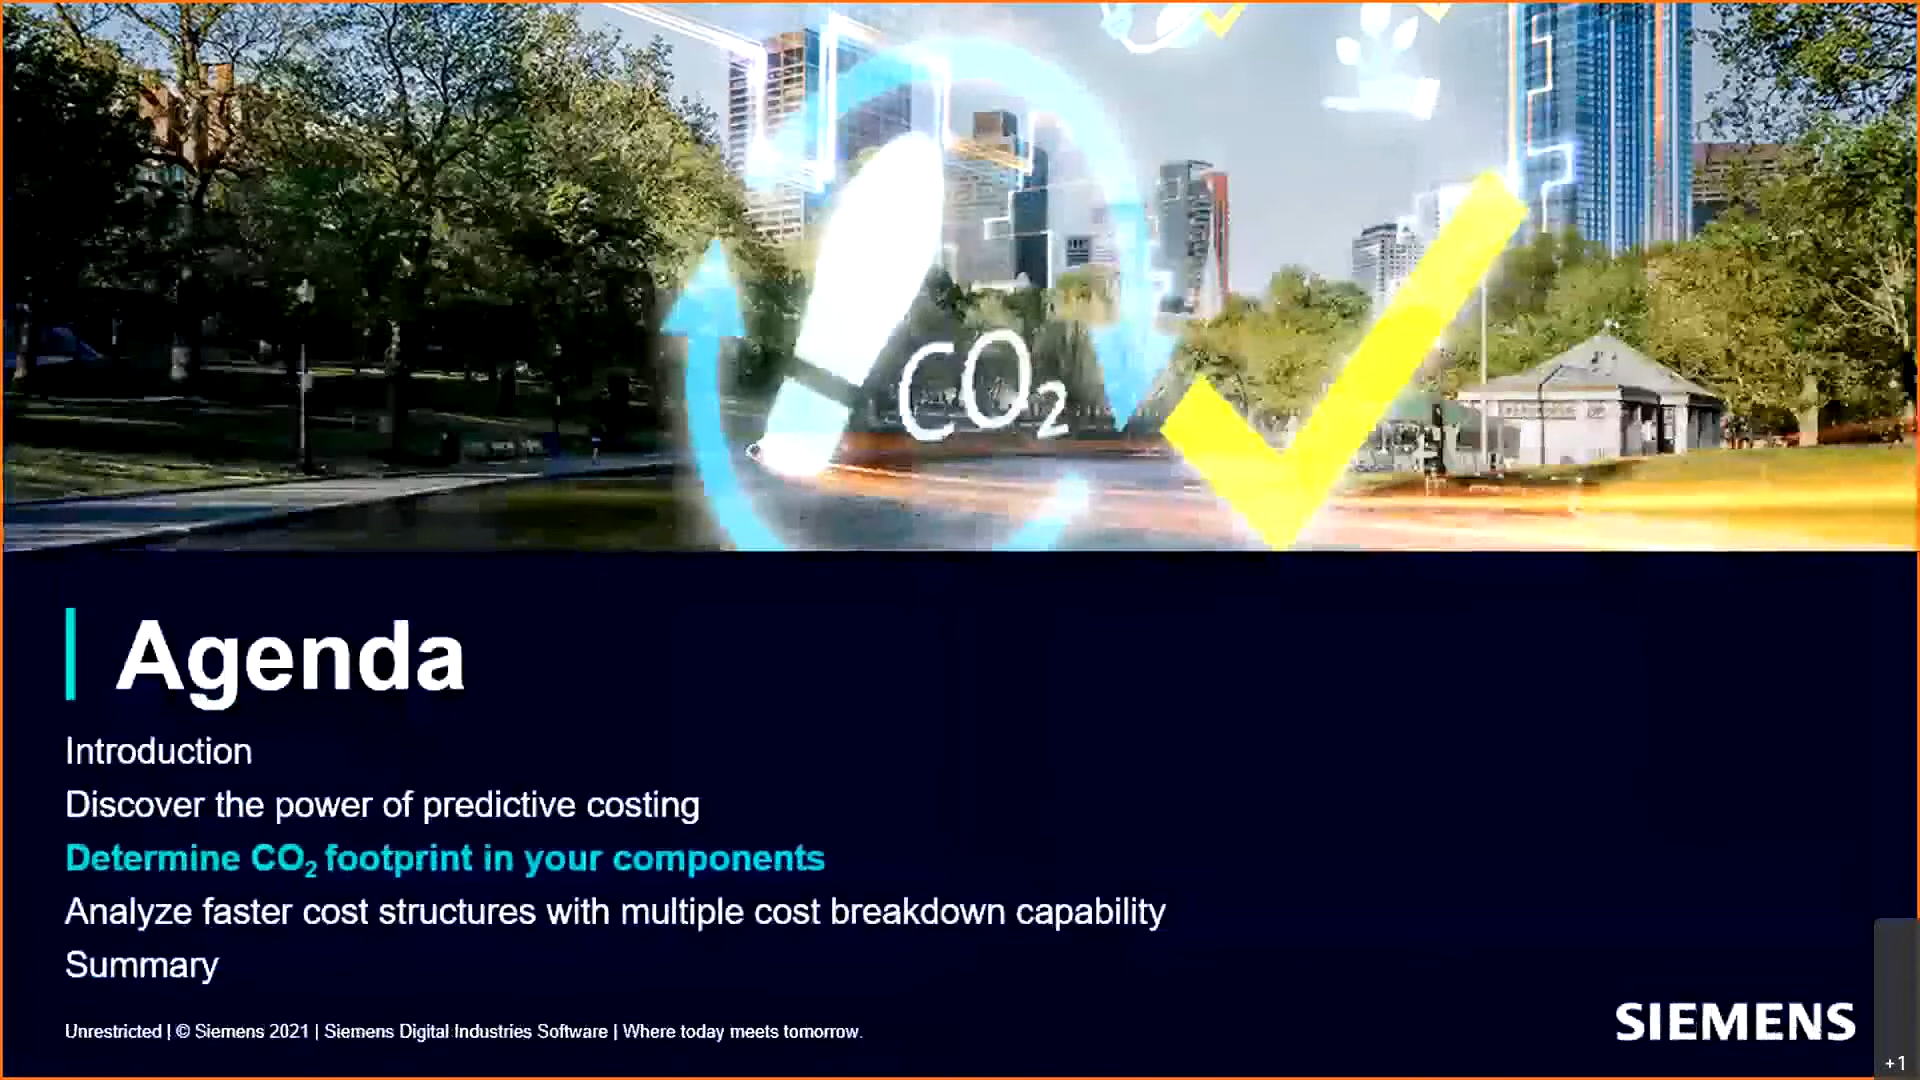 CO₂
Agenda
Introduction
Discover the power of predictive costing
Determine CO₂ footprint in your components
Analyze faster cost structures with multiple cost breakdown capability
Summary
Unrestricted | © Siemens 2021 | Siemens Digital Industries Software | Where today meets tomorrow.
SIEMENS
+1